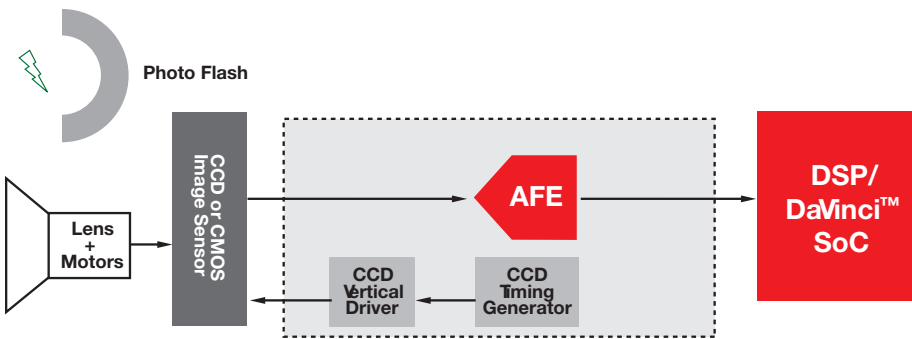 Photo Flash
CCD or CMOS
Image Sensor
Lens
+
Motors
AFE
DSP/
DaVinci™
SoC
CCD
Vertical
Driver
CCD
Timing
Generator